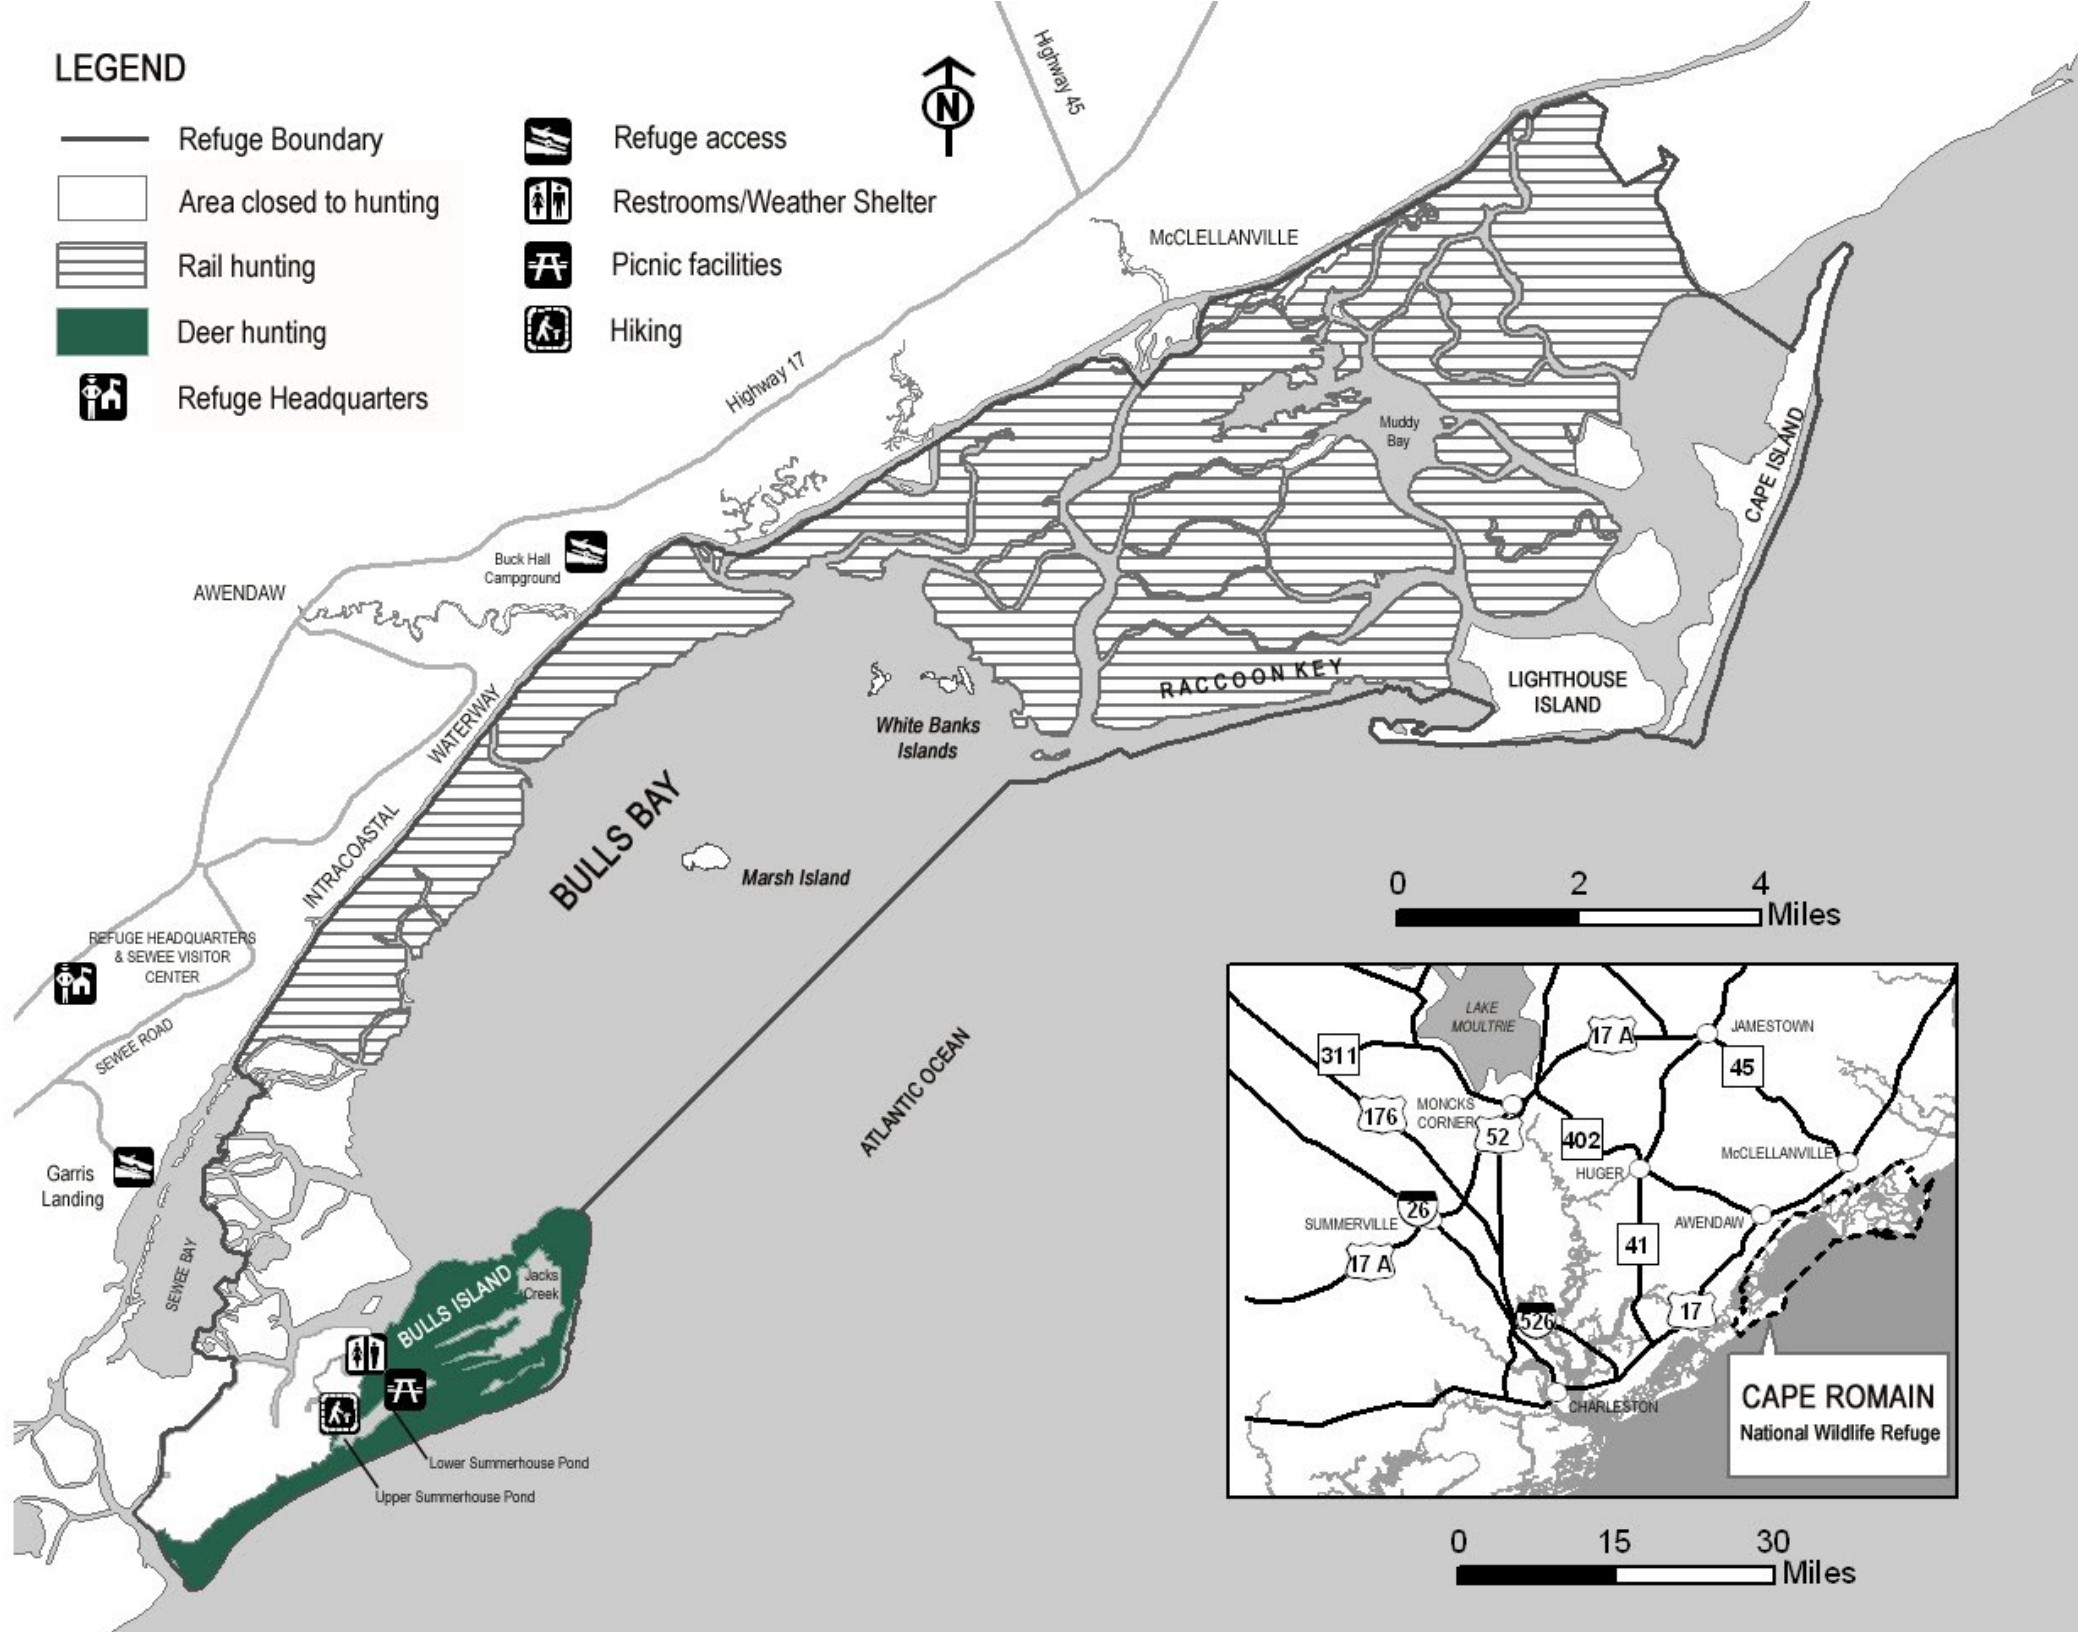 LEGEND
Refuge Boundary
Area closed to hunting
Rail hunting
Deer hunting
Refuge Headquarters
Refuge access
Restrooms/Weather Shelter
Picnic facilities
Hiking
N
Highway 45
McCLELLANVILLE
Highway 17
Muddy
Bay
CAPE ISLAND
Buck Hall
Campground
AWENDAW
RACCOON KEY
LIGHTHOUSE
ISLAND
White Banks
Islands
INTRACOASTAL WATERWAY
BULLS BAY
Marsh Island
REFUGE HEADQUARTERS
& SEWEE VISITOR
CENTER
SEWEE ROAD
ATLANTIC OCEAN
Garris
Landing
SEWEE BAY
BULLS ISLAND
Jacks
Creek
Lower Summerhouse Pond
Upper Summerhouse Pond
0 2 4
Miles
LAKE
MOULTRIE
17 A
JAMESTOWN
311
45
176
MONCKS
CORNER
52
402
McCLELLANVILLE
HUGER
26
SUMMERVILLE
AWENDAW
41
17 A
17
526
CHARLESTON
CAPE ROMAIN
National Wildlife Refuge
0 15 30
Miles